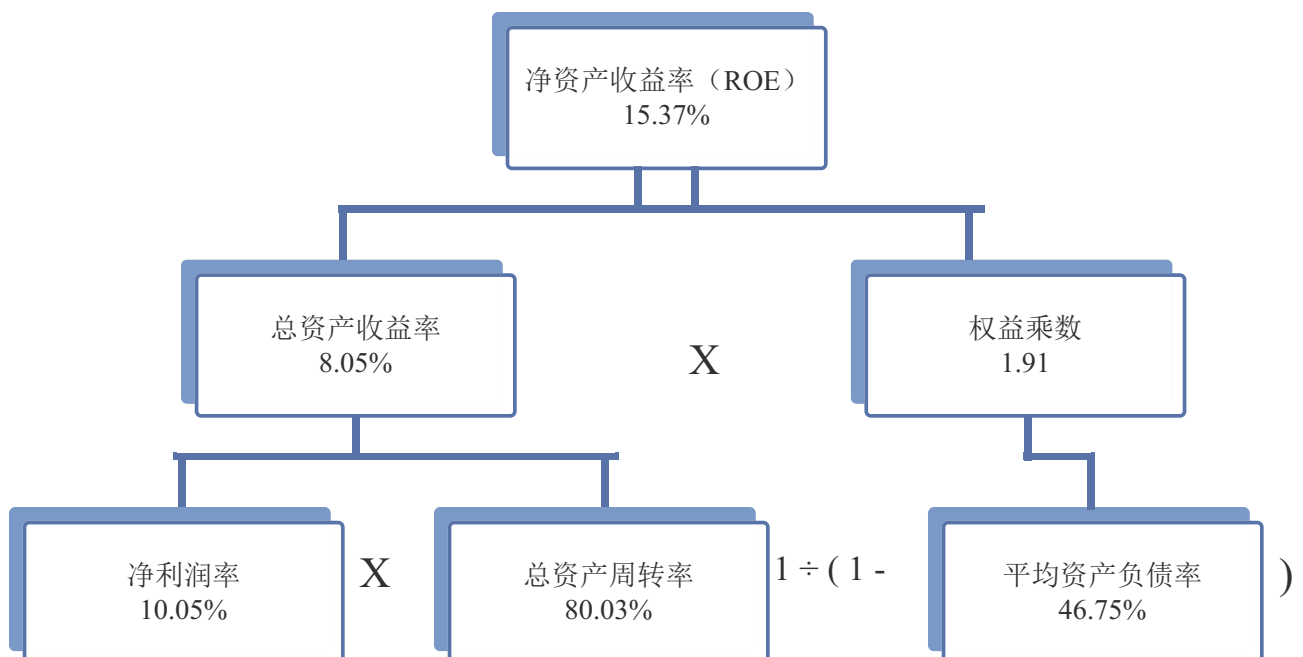 净资产收益率（ROE）
15.37%
总资产收益率
8.05%
X
权益乘数
1.91
净利润率
10.05%
X
总资产周转率
80.03%
1 ÷ ( 1 -
平均资产负债率
46.75%
)